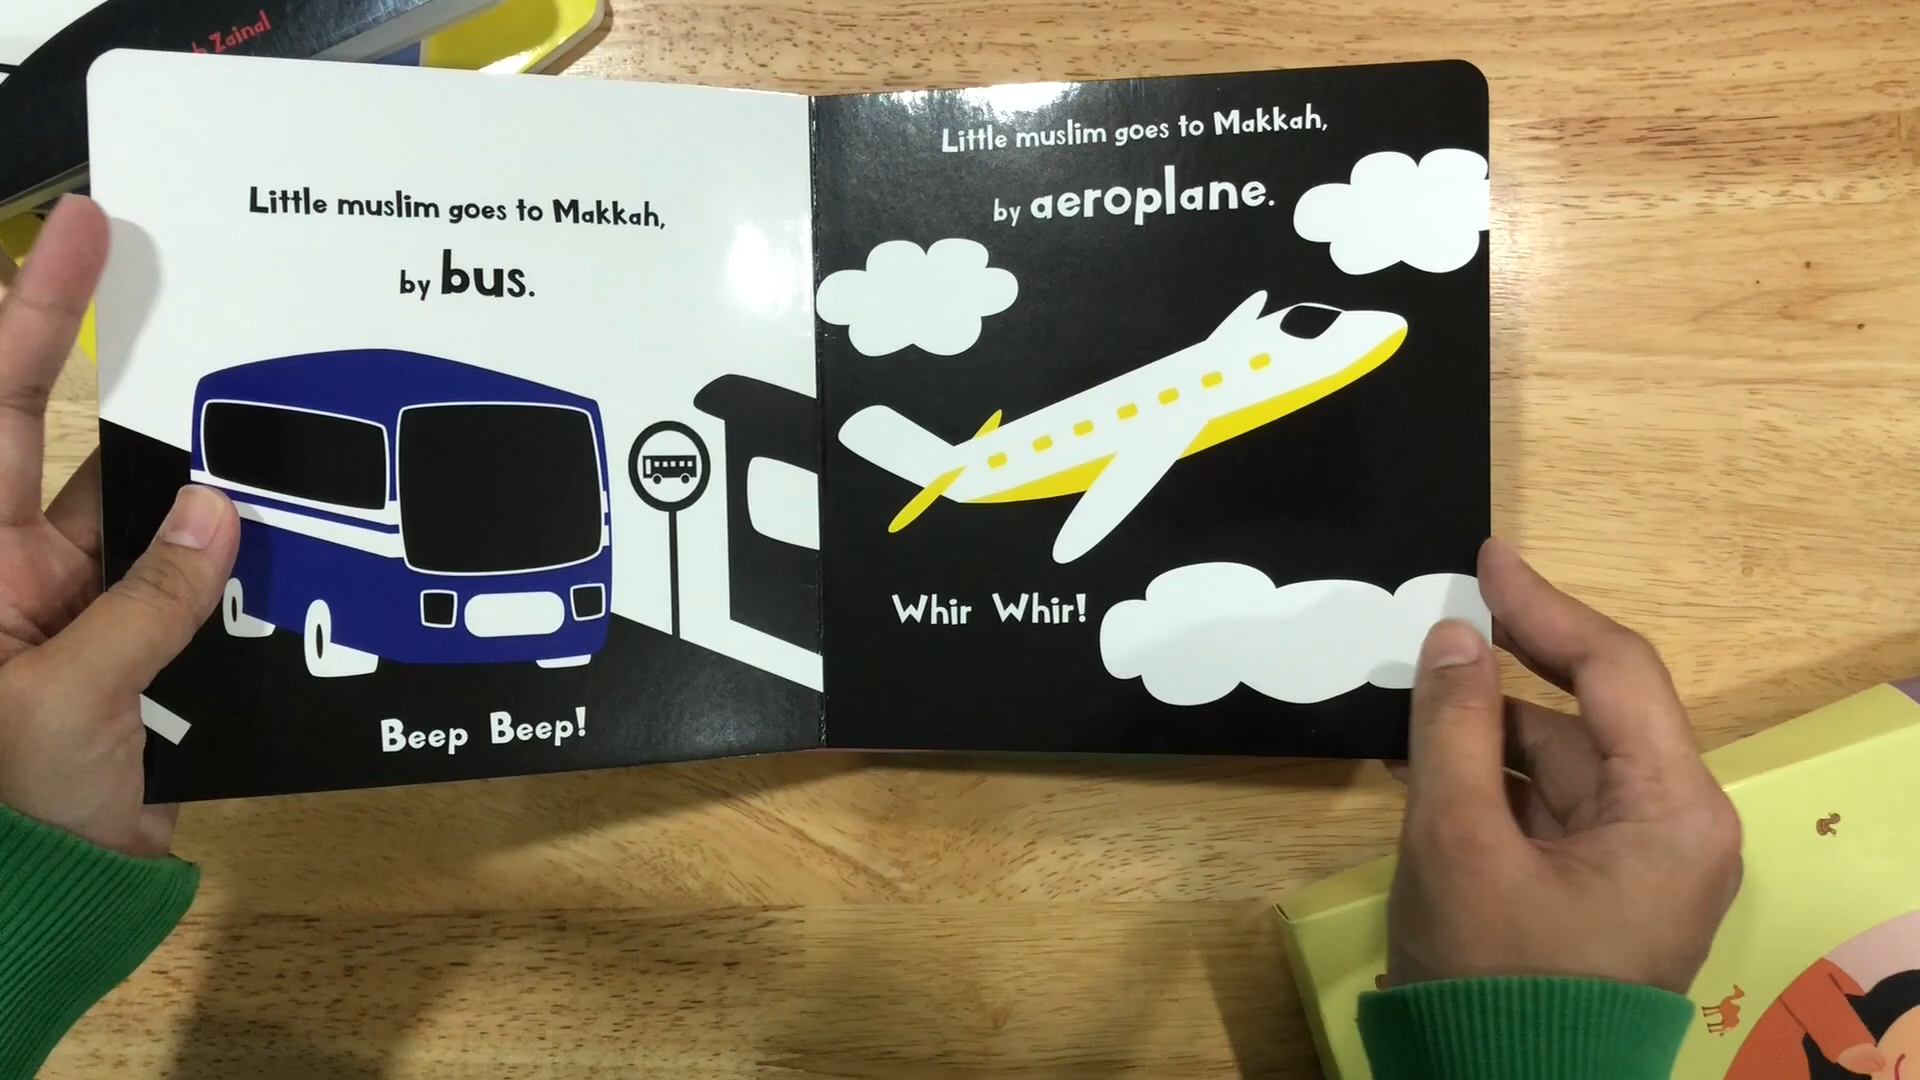 Zainal
Little muslim goes to Makkah,
by bus.
Beep Beep!
Little muslim goes to Makkah,
by aeroplane.
Whir Whir!